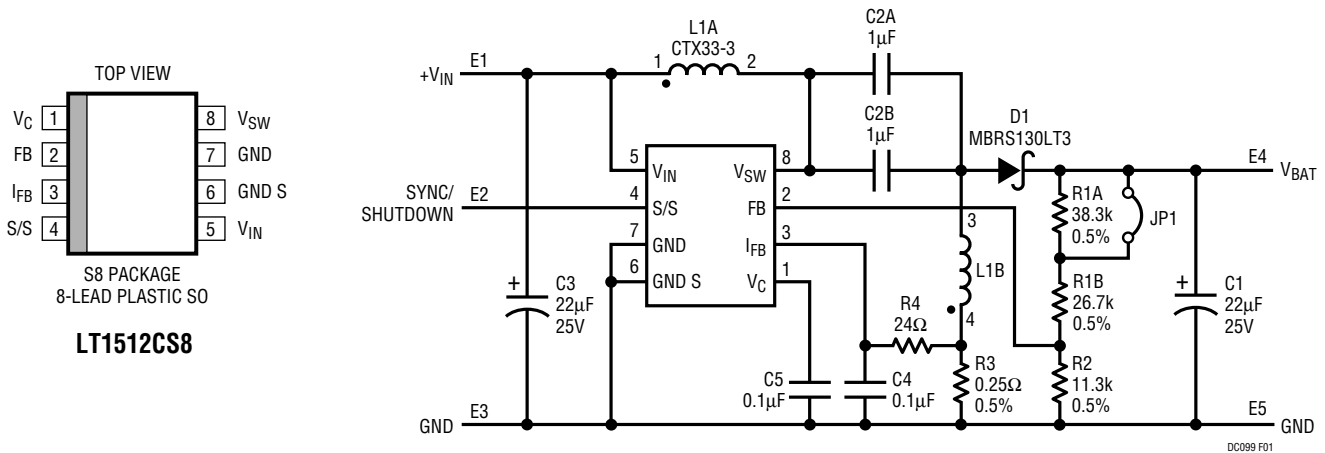 TOP VIEW
VC 1
FB 2
IFB 3
S/S 4
8 VSW
7 GND
6 GND S
5 VIN
S8 PACKAGE
8-LEAD PLASTIC SO
LT1512CS8
+VIN
E1
L1A
CTX33-3
1
2
C2A
1µF
C2B
1µF
D1
MBRS130LT3
E4
VBAT
SYNC/
SHUTDOWN
E2
5
VIN
4
S/S
7
GND
6
GND S
VSW
8
FB
2
IFB
3
VC
1
3
L1B
4
R1A
38.3k
0.5%
JP1
R1B
26.7k
0.5%
+
C3
22µF
25V
+
C1
22µF
25V
R4
24Ω
R3
0.25Ω
0.5%
R2
11.3k
0.5%
C5
0.1µF
C4
0.1µF
GND
E3
E5
GND
DC099 F01